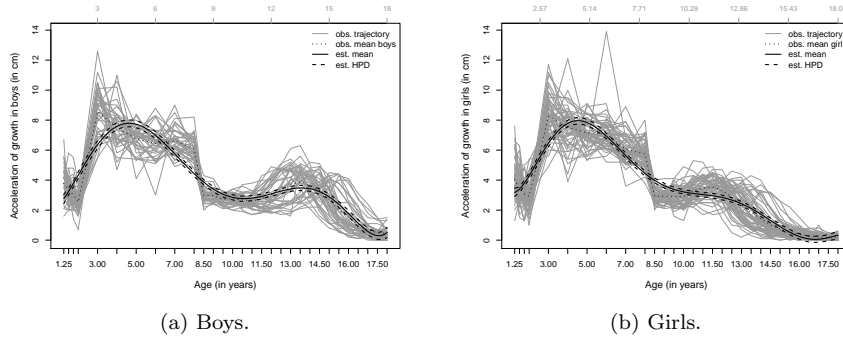 3 5 8 10 13 15 18
14
12
10
8
6
4
2
0
Acceleration of growth in boys (in cm)
obs. trajectory
obs. mean boys
est. mean
est. HPD
1.25 3.00 5.00 7.00 8.50 10.00 11.50 13.00 14.50 16.00 17.50
Age (in years)
(a) Boys.
2.57 5.14 7.71 10.29 12.86 15.43 18.0
14
12
10
8
6
4
2
0
Acceleration of growth in girls (in cm)
obs. trajectory
obs. mean girl
est. mean
est. HPD
1.25 3.00 5.00 7.00 8.50 10.00 11.50 13.00 14.50 16.00 17.50
Age (in years)
(b) Girls.